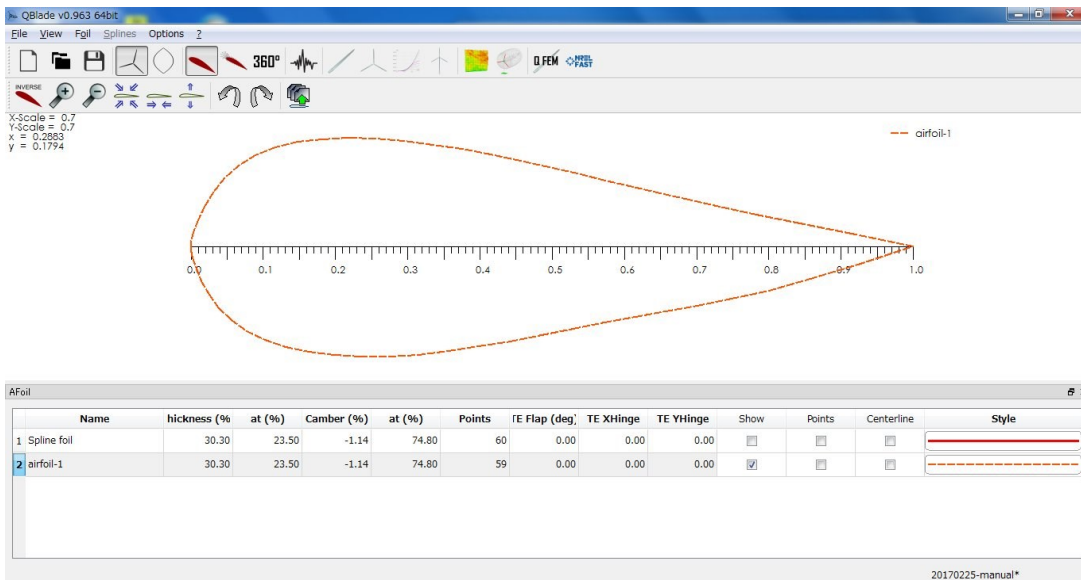 QBlade v0.963 64bit
File View Foil Splines Options ?
360° Q FEM NREL FAST
INVERSE
X-Scale = 0.7
Y-Scale = 0.7
x = 0.2883
y = 0.1794
airfoil-1
0.0 0.1 0.2 0.3 0.4 0.5 0.6 0.7 0.8 0.9 1.0
AFoil
Name hickness (% at (%) Camber (%) at (%) Points TE Flap (deg) TE XHinge TE YHinge Show Points Centerline Style
1 Spline foil 30.30 23.50 -1.14 74.80 60 0.00 0.00 0.00
2 airfoil-1 30.30 23.50 -1.14 74.80 59 0.00 0.00 0.00
20170225-manual*